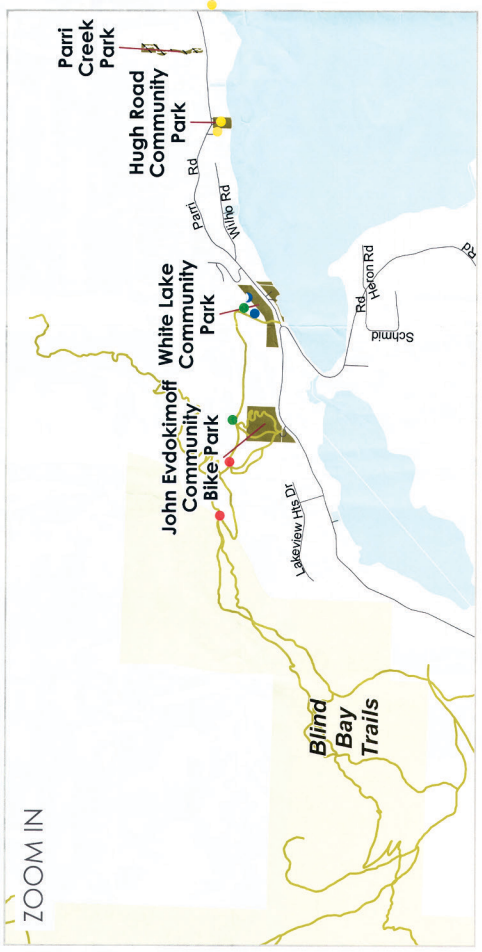 ZOOM IN
Parri
Creek
Park
Hugh Road
Community
Park
Parri Rd
Wilho Rd
White Lake
Community
Park
John Evdokimoff
Community
Bike Park
Heron Rd
Rd
Schmid
Rd
Lakeview Hts Dr
Blind
Bay
Trails